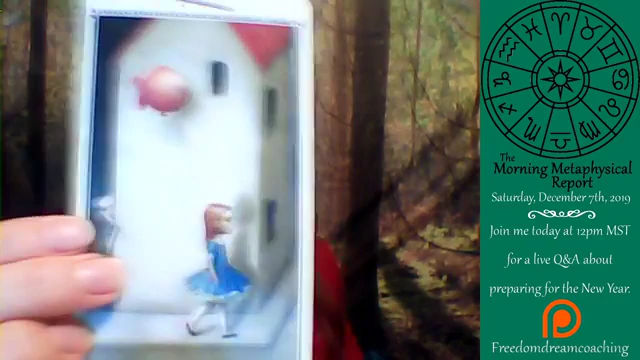 The
Morning Metaphysical
Report
Saturday, December 7th, 2019
Join me today at 12pm MST
for a live Q&A about
preparing for the New Year.
Freedomdreamcoaching